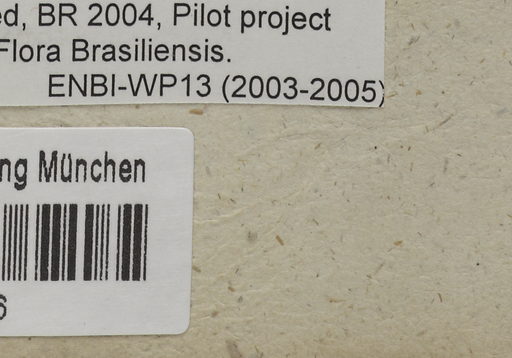 ed, BR 2004, Pilot project
Flora Brasiliensis.
ENBI-WP13 (2003-2005)
ng München
6